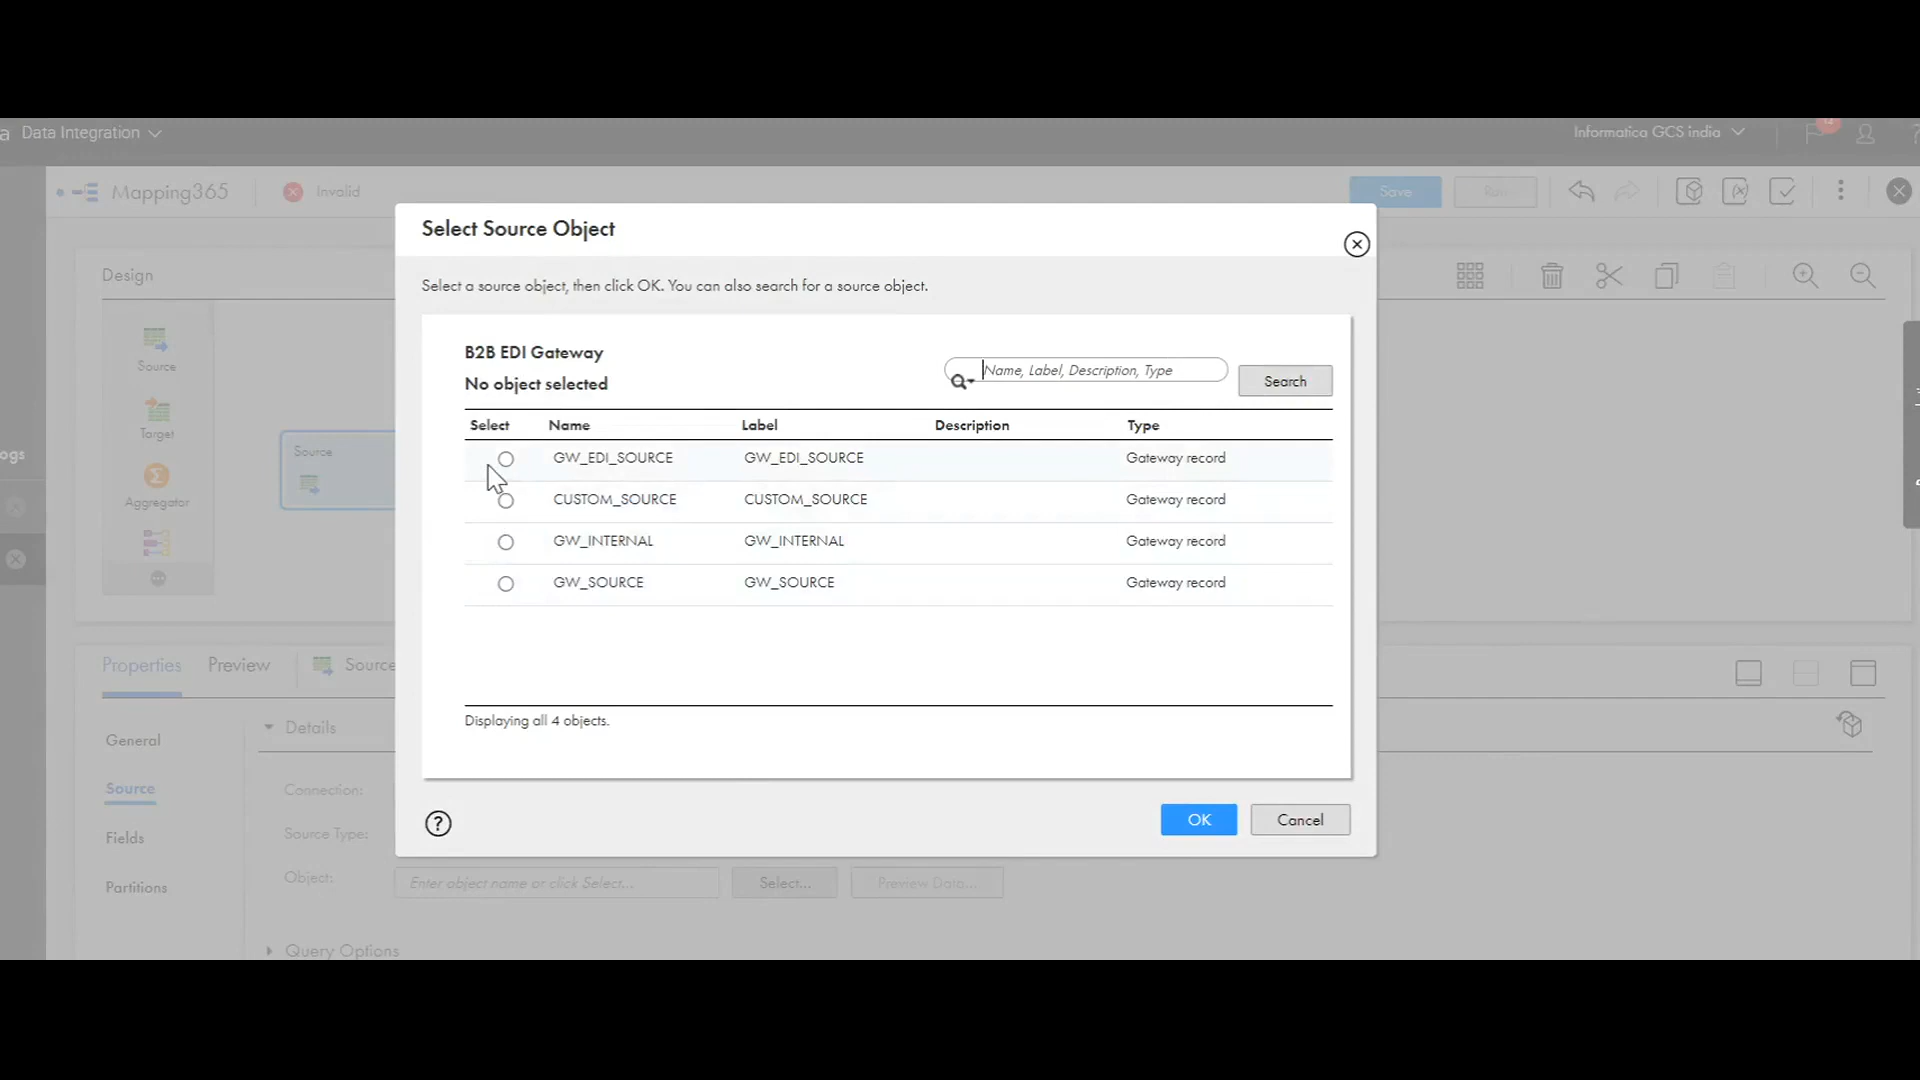 a Data Integration
Informatica GCS india
Mapping365
Invalid
Save
Run
Select Source Object
Select a source object, then click OK. You can also search for a source object.
Design
B2B EDI Gateway
No object selected
Name, Label, Description, Type
Search
Select Name Label Description Type
GW_EDI_SOURCE GW_EDI_SOURCE Gateway record
CUSTOM_SOURCE CUSTOM_SOURCE Gateway record
GW_INTERNAL GW_INTERNAL Gateway record
GW_SOURCE GW_SOURCE Gateway record
Displaying all 4 objects.
OK
Cancel
Source
Target
Aggregator
Source
ogs
Properties
Preview
Source
General
Source
Fields
Partitions
Details
Connection:
Source Type:
Object:
Enter object name or click Select...
Select...
Preview Data...
Query Options